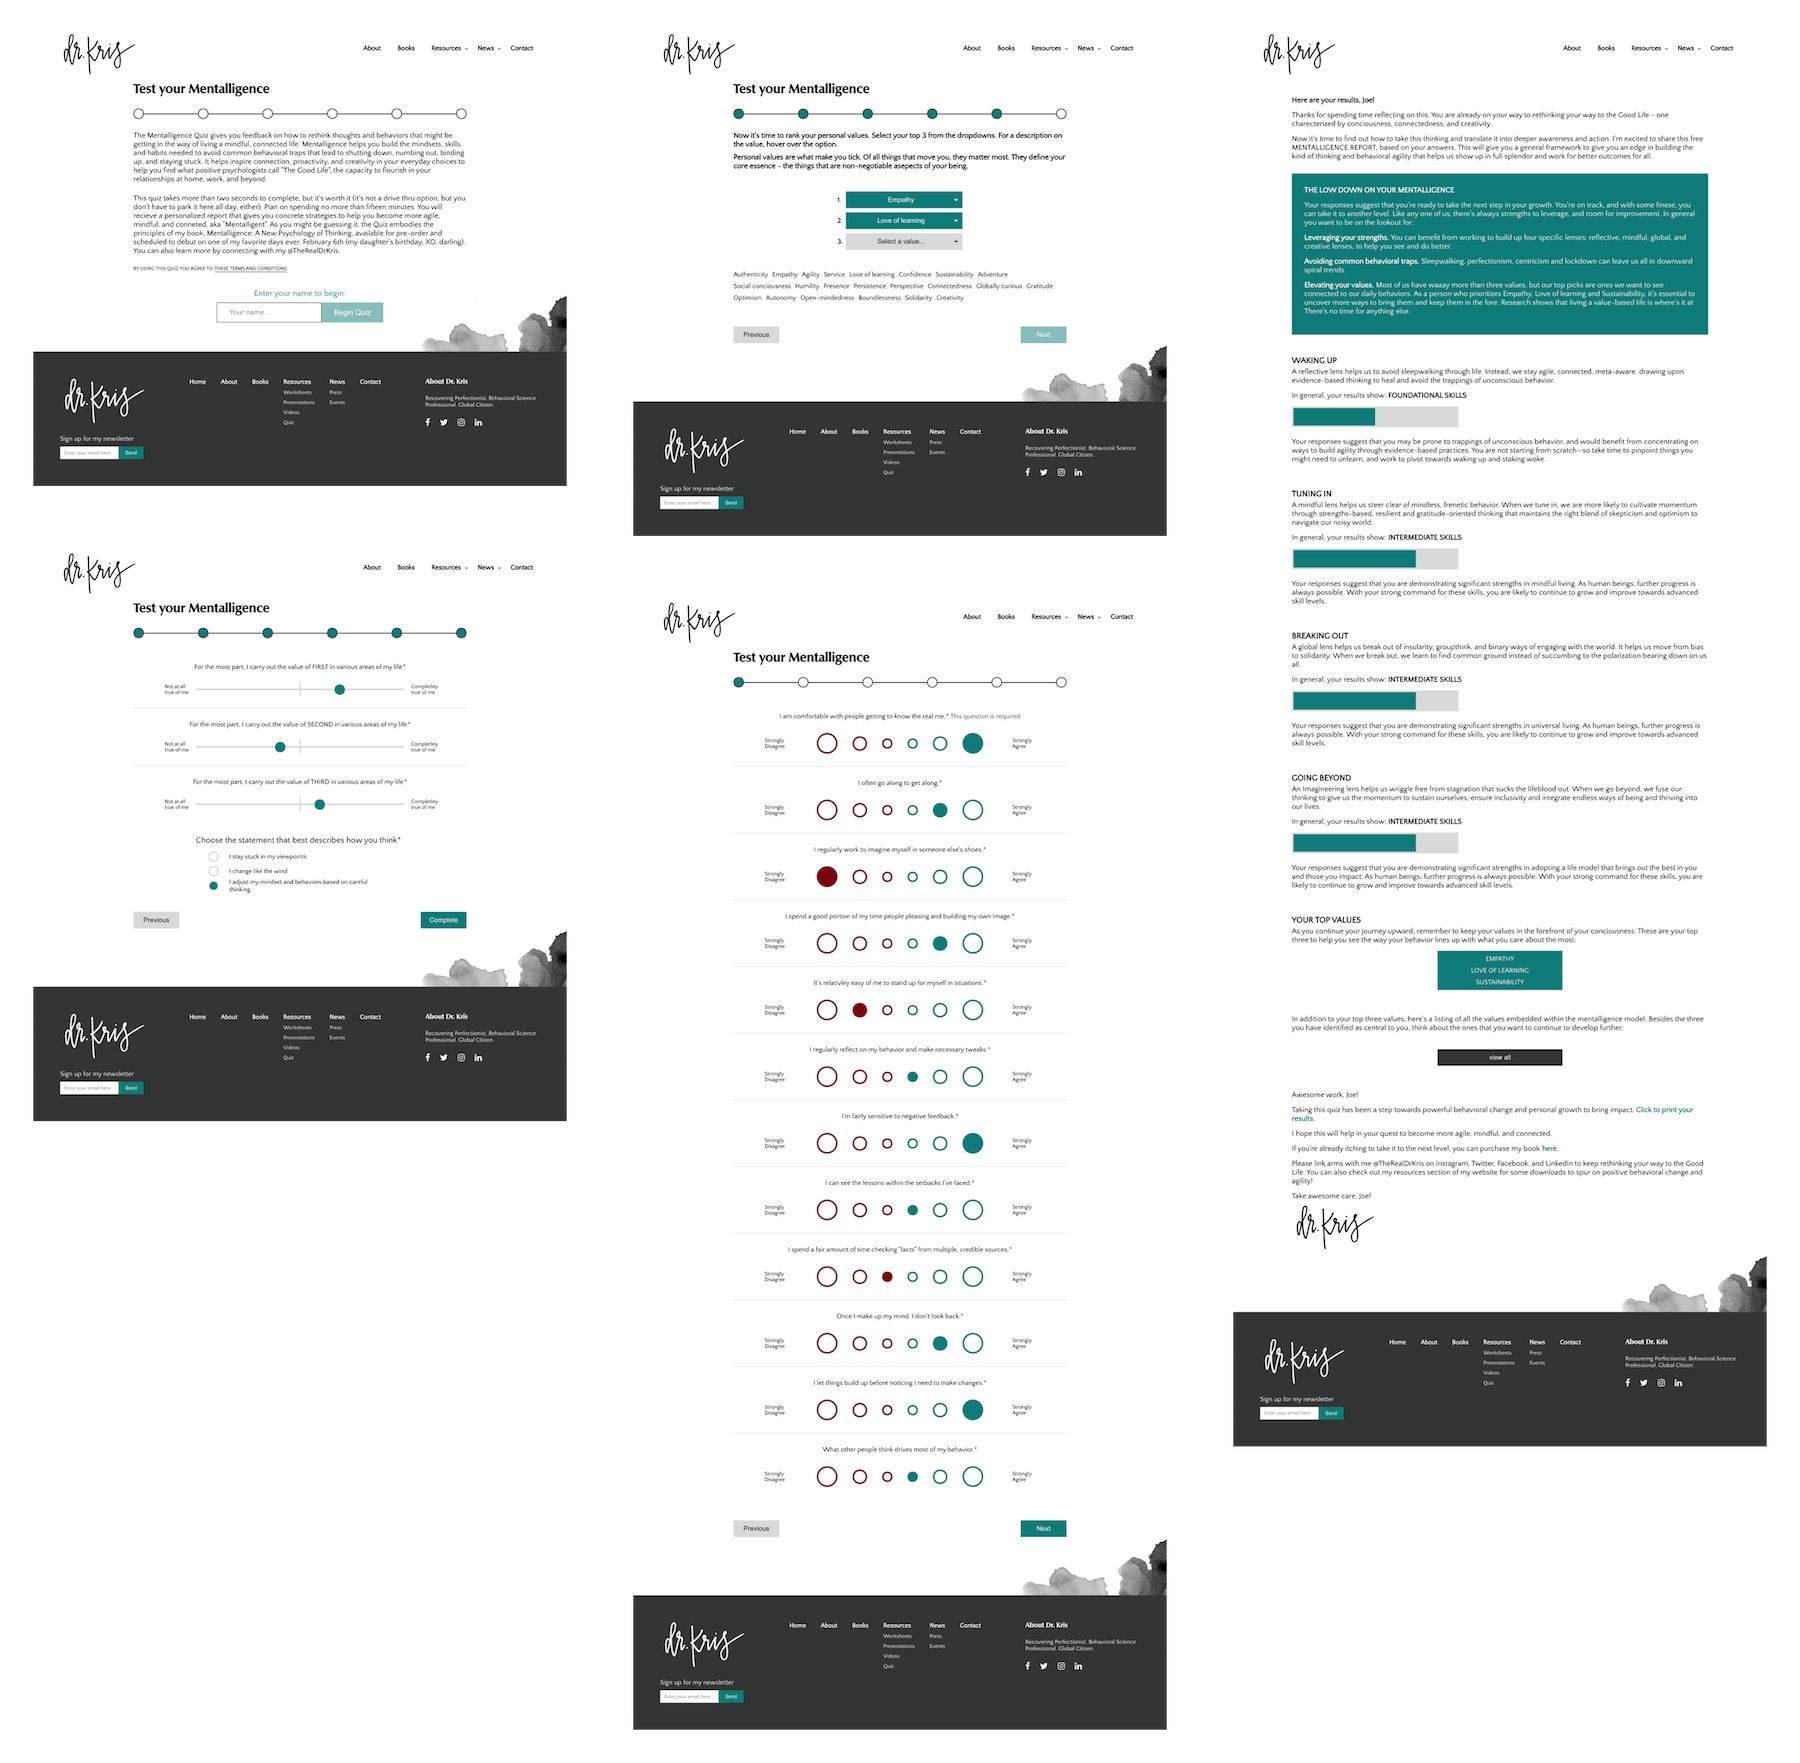 dr. Kris
About Books Resources News Contact
Test your Mentalligence
The Mentalligence Quiz gives you feedback on how to rethink thoughts and behaviors that might be
getting in the way of living a mindful, connected life. Mentalligence helps you build the mindsets, skills,
and habits needed to avoid common behavioral traps that lead to shutting down, numbing out, binding
up, and staying stuck. It helps inspire connection, proactivity, and creativity in your everyday choices to
help you find what positive psychologists call "The Good Life", the capacity to flourish in your
relationships at home, work, and beyond.
This quiz takes more than two seconds to complete, but it's worth it (it's not a drive thru option, but you
don't have to park it here all day, either). Plan on spending no more than fifteen minutes. You will
recieve a personalized report that gives you concrete strategies to help you become more agile,
mindful, and conneted, aka "Mentalligent". As you might be guessing it, the Quiz embodies the
principles of my book, Mentalligence: A New Psychology of Thinking, available for pre-order and
scheduled to debut on one of my favorite days ever, February 6th (my daughter's birthday, XO, darling).
You can also learn more by connecting with my @TheRealDrKris.
BY USING THIS QUIZ YOU AGREE TO THESE TERMS AND CONDITIONS
Enter your name to begin:
Your name... Begin Quiz
dr. Kris
Home About Books Resources News Contact
Worksheets Press
Presentations Events
Videos
Quiz
About Dr. Kris
Recovering Perfectionist. Behavioral Science
Professional. Global Citizen.
Sign up for my newsletter
Enter your email here Send
dr. Kris
About Books Resources News Contact
Test your Mentalligence
For the most part, I carry out the value of FIRST in various areas of my life*
Not at all
true of me
Completley
true of me
For the most part, I carry out the value of SECOND in various areas of my life*
Not at all
true of me
Completley
true of me
For the most part, I carry out the value of THIRD in various areas of my life*
Not at all
true of me
Completley
true of me
Choose the statement that best describes how you think*
I stay stuck in my viewpoints
I change like the wind
I adjust my mindset and behaviors based on careful
thinking
Previous Complete
dr. Kris
Home About Books Resources News Contact
Worksheets Press
Presentations Events
Videos
Quiz
About Dr. Kris
Recovering Perfectionist. Behavioral Science
Professional. Global Citizen.
Sign up for my newsletter
Enter your email here Send
dr. Kris
About Books Resources News Contact
Test your Mentalligence
Now it's time to rank your personal values. Select your top 3 from the dropdowns. For a description on
the value, hover over the option.
Personal values are what make you tick. Of all things that move you, they matter most. They define your
core essence – the things that are non-negotiable asepects of your being.
1. Empathy
2. Love of learning
3. Select a value...
Authenticity Empathy Agility Service Love of learning Confidence Sustainability Adventure
Social conciousness Humility Presence Persistence Perspective Connectedness Globally curious Gratitude
Optimism Autonomy Open-mindedness Boundlessness Solidarity Creativity
Previous Next
dr. Kris
Home About Books Resources News Contact
Worksheets Press
Presentations Events
Videos
Quiz
About Dr. Kris
Recovering Perfectionist. Behavioral Science
Professional. Global Citizen.
Sign up for my newsletter
Enter your email here Send
dr. Kris
About Books Resources News Contact
Test your Mentalligence
I am comfortable with people getting to know the real me.* This question is required
Strongly
Disagree
Strongly
Agree
I often go along to get along.*
Strongly
Disagree
Strongly
Agree
I regularly work to imagine myself in someone else's shoes.*
Strongly
Disagree
Strongly
Agree
I spend a good portion of my time people pleasing and building my own image.*
Strongly
Disagree
Strongly
Agree
It's relativley easy of me to stand up for myself in situations.*
Strongly
Disagree
Strongly
Agree
I regularly reflect on my behavior and make necessary tweaks.*
Strongly
Disagree
Strongly
Agree
I'm fairly sensitive to negative feedback.*
Strongly
Disagree
Strongly
Agree
I can see the lessons within the setbacks I've faced.*
Strongly
Disagree
Strongly
Agree
I spend a fair amount of time checking "facts" from multiple, credible sources.*
Strongly
Disagree
Strongly
Agree
Once I make up my mind, I don't look back.*
Strongly
Disagree
Strongly
Agree
I let things build up before noticing I need to make changes.*
Strongly
Disagree
Strongly
Agree
What other people think drives most of my behavior.*
Strongly
Disagree
Strongly
Agree
Previous Next
dr. Kris
Home About Books Resources News Contact
Worksheets Press
Presentations Events
Videos
Quiz
About Dr. Kris
Recovering Perfectionist. Behavioral Science
Professional. Global Citizen.
Sign up for my newsletter
Enter your email here Send
dr. Kris
About Books Resources News Contact
Here are your results, Joe!
Thanks for spending time reflecting on this. You are already on your way to rethinking your way to the Good Life – one
charecterized by conciousness, connectedness, and creativity.
Now it's time to find out how to take this thinking and translate it into deeper awareness and action. I'm excited to share this free
MENTALLIGENCE REPORT, based on your answers. This will give you a general framework to give you an edge in building the
kind of thinking and behavioral agility that helps us show up in full splendor and work for better outcomes for all.
THE LOW DOWN ON YOUR MENTALLIGENCE
Your responses suggest that you're ready to take the next step in your growth. You're on track, and with some finese, you
can take it to another level. Like any one of us, there's always strengths to leverage, and room for improvement. In general
you want to be on the lookout for:
Leveraging your strengths. You can benefit from working to build up four specific lenses: reflective, mindful, global, and
creative lenses, to help you see and do better.
Avoiding common behavioral traps. Sleepwalking, perfectionism, centricism and lockdown can leave us all in downward
spiral trends.
Elevating your values. Most of us have waaay more than three values, but our top picks are ones we want to see
connected to our daily behaviors. As a person who prioritizes Empathy, Love of learning and Sustainability, it's essential to
uncover more ways to bring them and keep them in the fore. Research shows that living a value-based life is where's it at
There's no time for anything else.
WAKING UP
A reflective lens helps us to avoid sleepwalking through life. Instead, we stay agile, connected, meta-aware, drawing upon
evidence-based thinking to heal and avoid the trappings of unconscious behavior.
In general, your results show: FOUNDATIONAL SKILLS
Your responses suggest that you may be prone to trappings of unconscious behavior, and would benefit from concentrating on
ways to build agility through evidence-based practices. You are not starting from scratch—so take time to pinpoint things you
might need to unlearn, and work to pivot towards waking up and staking woke.
TUNING IN
A mindful lens helps us steer clear of mindless, frenetic behavior. When we tune in, we are more likely to cultivate momentum
through strengths-based, resilient and gratitude-oriented thinking that maintains the right blend of skepticism and optimism to
navigate our noisy world.
In general, your results show: INTERMEDIATE SKILLS
Your responses suggest that you are demonstrating significant strengths in mindful living. As human beings, further progress is
always possible. With your strong command for these skills, you are likely to continue to grow and improve towards advanced
skill levels.
BREAKING OUT
A global lens helps us break out of insularity, groupthink, and binary ways of engaging with the world. It helps us move from bias
to solidarity. When we break out, we learn to find common ground instead of succumbing to the polarization bearing down on us
all.
In general, your results show: INTERMEDIATE SKILLS
Your responses suggest that you are demonstrating significant strengths in universal living. As human beings, further progress is
always possible. With your strong command for these skills, you are likely to continue to grow and improve towards advanced
skill levels.
GOING BEYOND
An Imagineering lens helps us wriggle free from stagnation that sucks the lifeblood out. When we go beyond, we fuse our
thinking to give us the momentum to sustain ourselves, ensure inclusivity and integrate endless ways of being and thriving into
our lives.
In general, your results show: INTERMEDIATE SKILLS
Your responses suggest that you are demonstrating significant strengths in adopting a life model that brings out the best in you
and those you impact. As human beings, further progress is always possible. With your strong command for these skills, you are
likely to continue to grow and improve towards advanced skill levels.
YOUR TOP VALUES
As you continue your journey upward, remember to keep your values in the forefront of your conciousness. These are your top
three to help you see the way your behavior lines up with what you care about the most:
EMPATHY
LOVE OF LEARNING
SUSTAINABILITY
In addition to your top three values, here's a listing of all the values embedded within the mentalligence model. Besides the three
you have identified as central to you, think about the ones that you want to continue to develop further:
view all
Awesome work, Joe!
Taking this quiz has been a step towards powerful behavioral change and personal growth to bring impact. Click to print your
results.
I hope this will help in your quest to become more agile, mindful, and connected.
If you're already itching to take it to the next level, you can purchase my book here.
Please link arms with me @TheRealDrKris on Instagram, Twitter, Facebook, and LinkedIn to keep rethinking your way to the Good
Life. You can also check out my resources section of my website for some downloads to spur on positive behavioral change and
agility!
Take awesome care, Joe!
dr. Kris
dr. Kris
Home About Books Resources News Contact
Worksheets Press
Presentations Events
Videos
Quiz
About Dr. Kris
Recovering Perfectionist. Behavioral Science
Professional. Global Citizen.
Sign up for my newsletter
Enter your email here Send